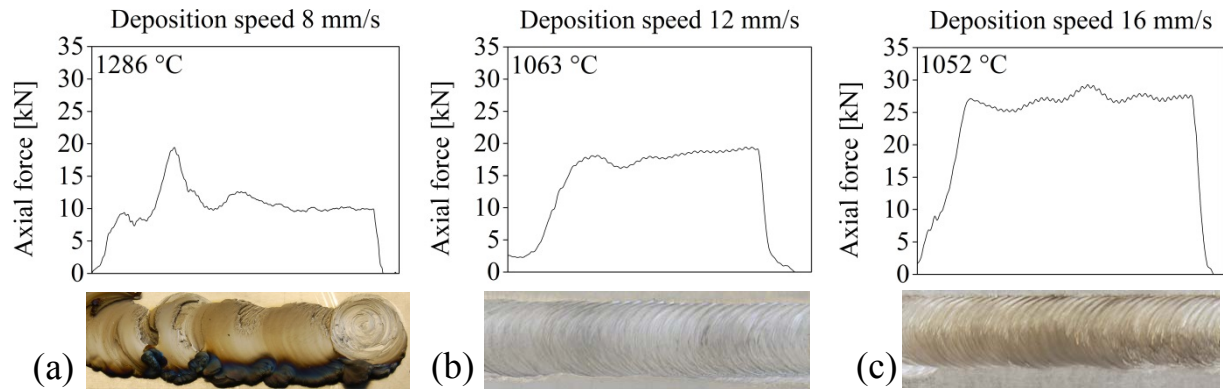 Deposition speed 8 mm/s
Axial force [kN]
35
30
25
20
15
10
5
0
1286 °C
(a)
Deposition speed 12 mm/s
Axial force [kN]
35
30
25
20
15
10
5
0
1063 °C
(b)
Deposition speed 16 mm/s
Axial force [kN]
35
30
25
20
15
10
5
0
1052 °C
(c)